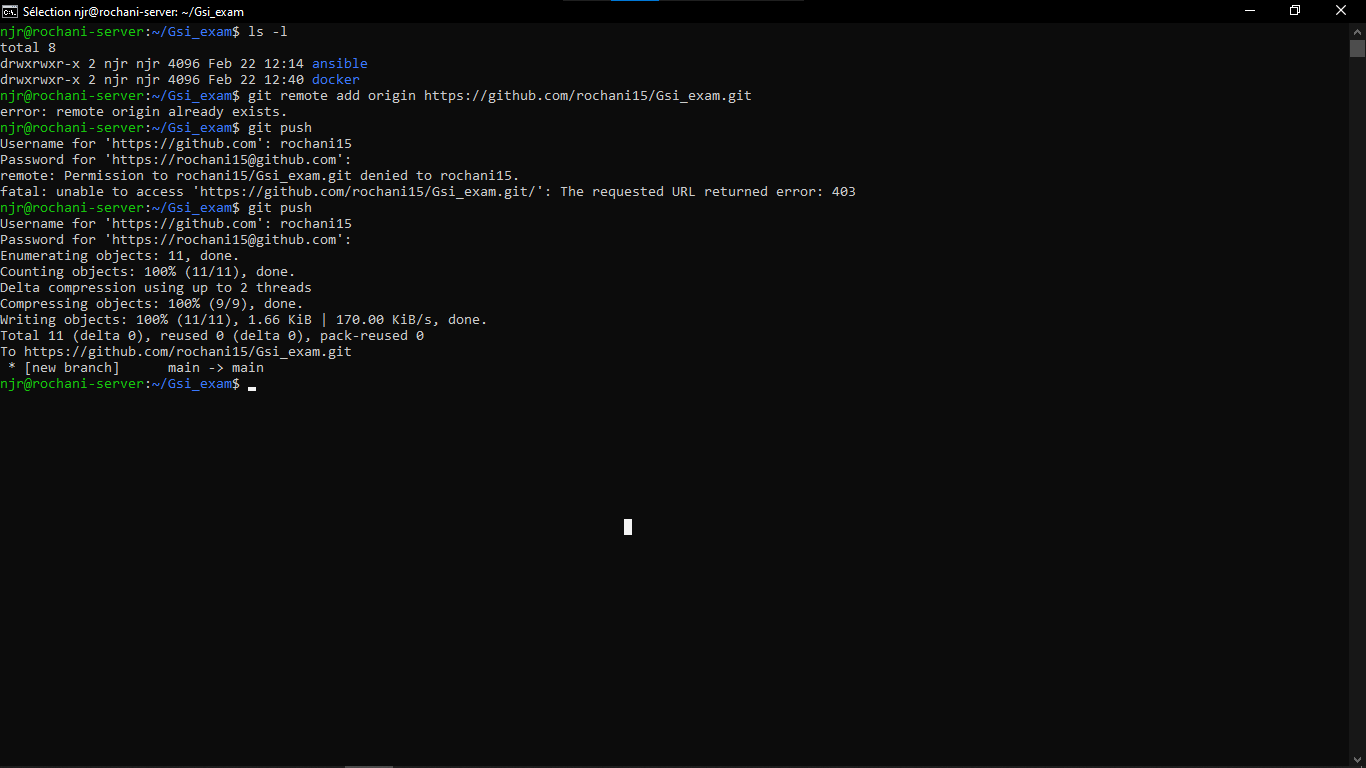 Sélection njr@rochani-server: ~/Gsi_exam
njr@rochani-server:~/Gsi_exam$ ls -l
total 8
drwxrwxr-x 2 njr njr 4096 Feb 22 12:14 ansible
drwxrwxr-x 2 njr njr 4096 Feb 22 12:40 docker
njr@rochani-server:~/Gsi_exam$ git remote add origin https://github.com/rochani15/Gsi_exam.git
error: remote origin already exists.
njr@rochani-server:~/Gsi_exam$ git push
Username for 'https://github.com': rochani15
Password for 'https://rochani15@github.com':
remote: Permission to rochani15/Gsi_exam.git denied to rochani15.
fatal: unable to access 'https://github.com/rochani15/Gsi_exam.git/': The requested URL returned error: 403
njr@rochani-server:~/Gsi_exam$ git push
Username for 'https://github.com': rochani15
Password for 'https://rochani15@github.com':
Enumerating objects: 11, done.
Counting objects: 100% (11/11), done.
Delta compression using up to 2 threads
Compressing objects: 100% (9/9), done.
Writing objects: 100% (11/11), 1.66 KiB | 170.00 KiB/s, done.
Total 11 (delta 0), reused 0 (delta 0), pack-reused 0
To https://github.com/rochani15/Gsi_exam.git
 * [new branch]      main -> main
njr@rochani-server:~/Gsi_exam$